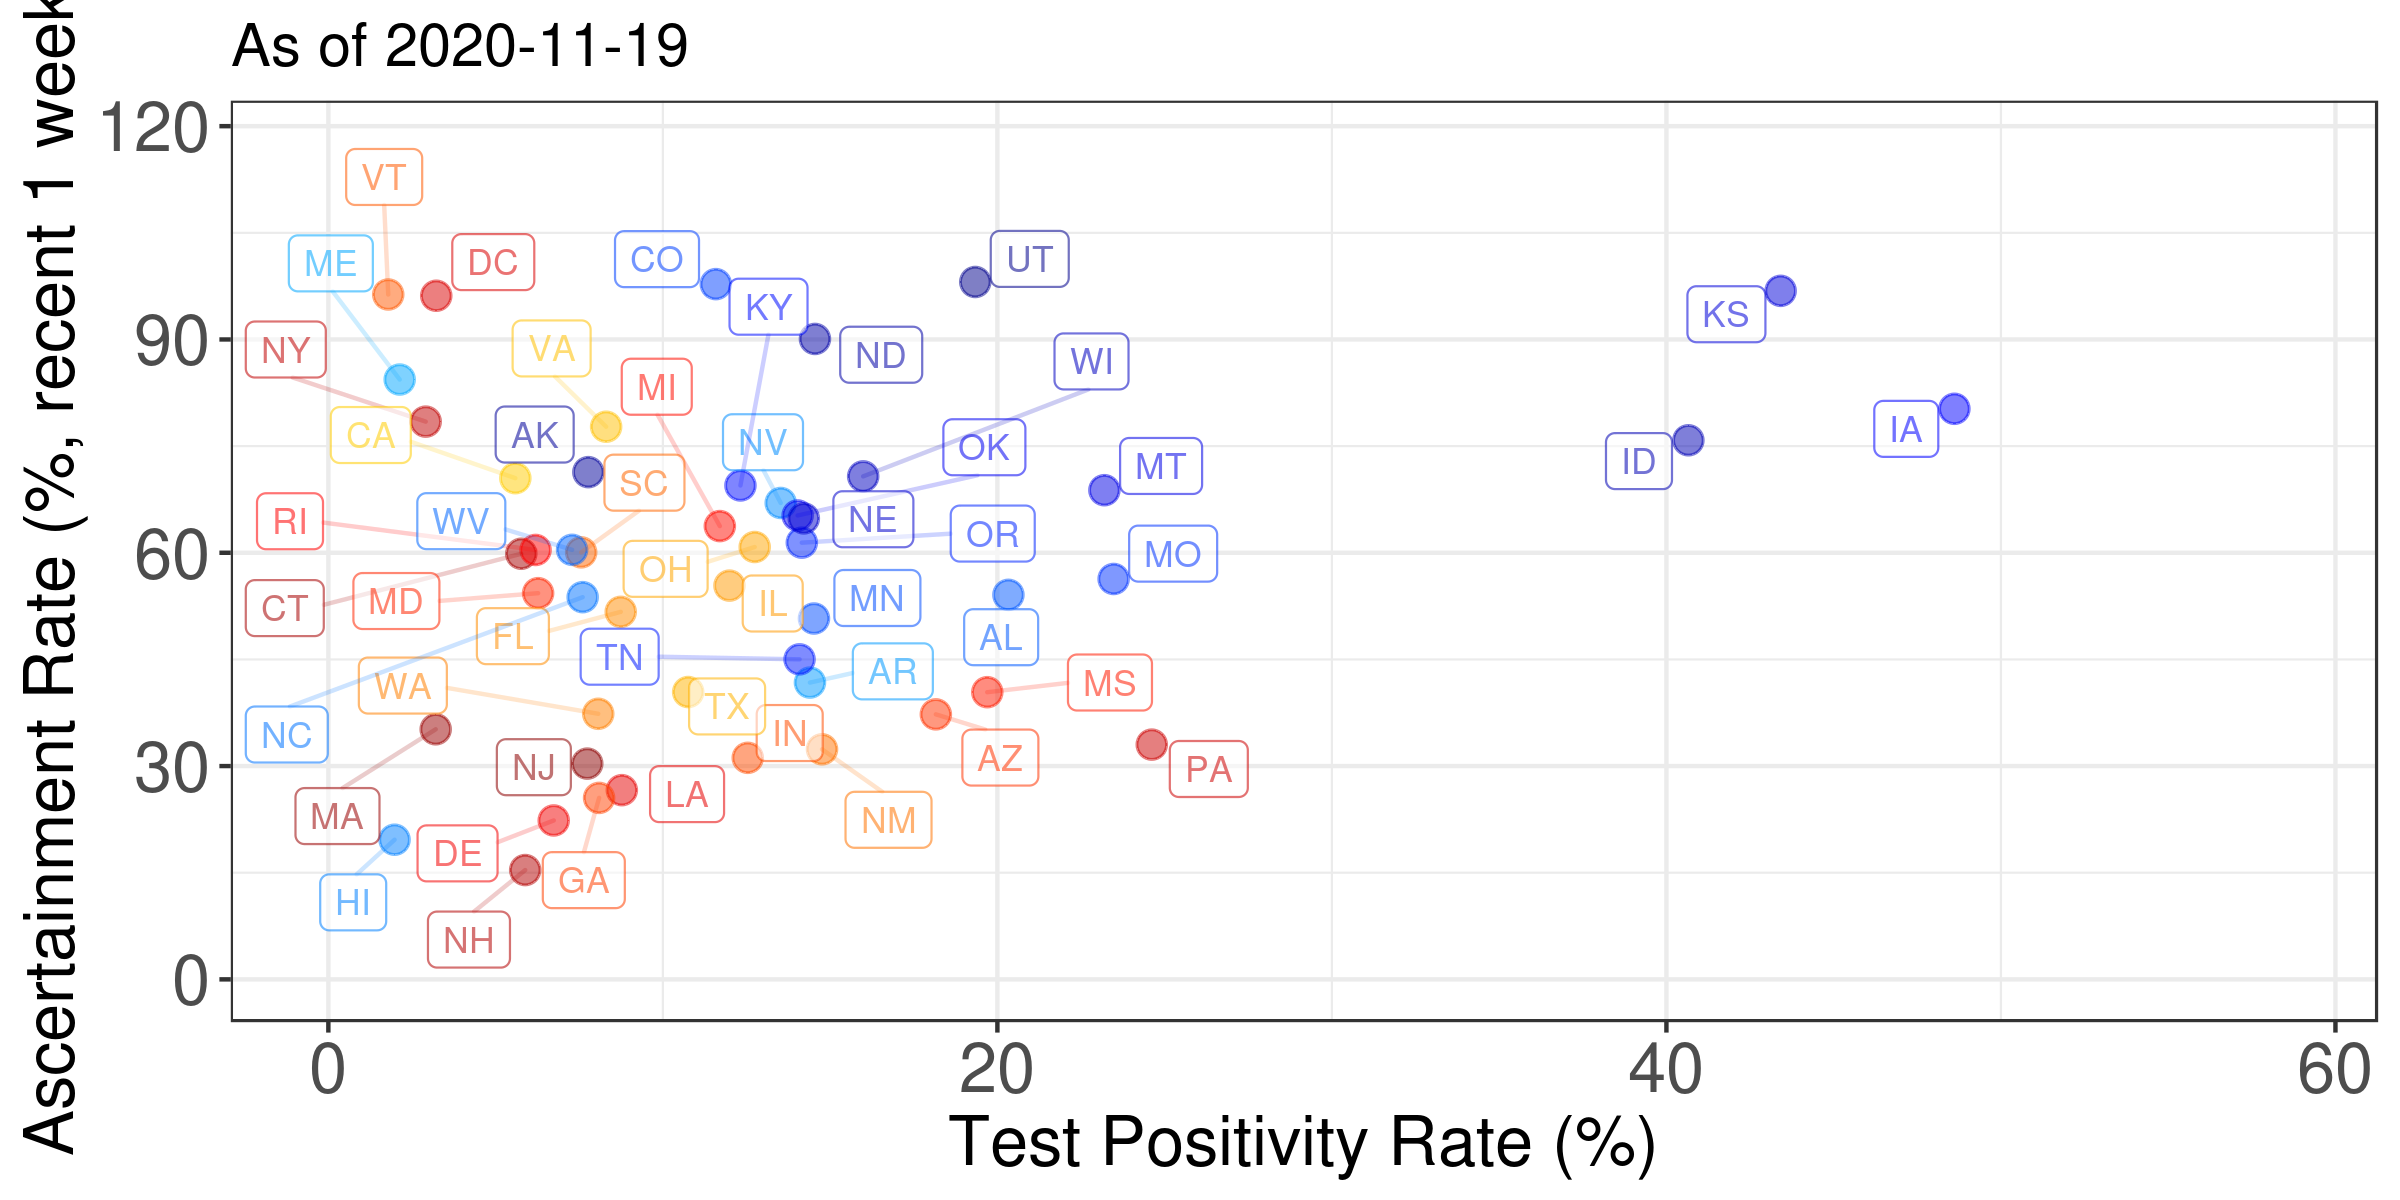 As of 2020-11-19
Ascertainment Rate (%, recent 1 week
120
90
60
30
0
VT
ME
DC
CO
UT
KY
KS
NY
VA
ND
WI
MI
CA
AK
NV
OK
IA
ID
MT
SC
RI
WV
NE
OR
OH
MO
CT
MD
IL
MN
FL
AL
TN
AR
WA
MS
TX
NC
IN
AZ
NJ
PA
LA
MA
NM
DE
GA
HI
NH
0
20
40
60
Test Positivity Rate (%)